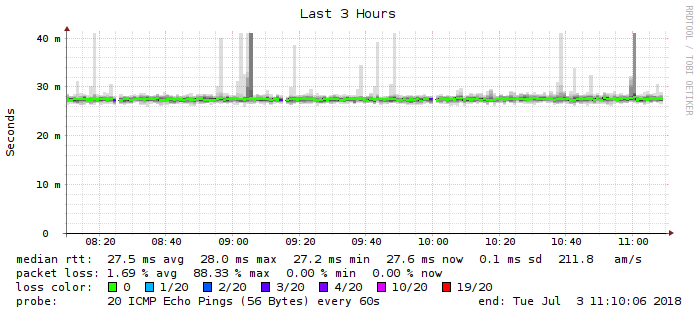 Last 3 Hours
RRDTOOL / TOBI OETIKER
Seconds
40 m
30 m
20 m
10 m
0
08:20 08:40 09:00 09:20 09:40 10:00 10:20 10:40 11:00
median rtt: 27.5 ms avg 28.0 ms max 27.2 ms min 27.6 ms now 0.1 ms sd 211.8 am/s
packet loss: 1.69 % avg 88.33 % max 0.00 % min 0.00 % now
loss color: 0 1/20 2/20 3/20 4/20 10/20 19/20
probe: 20 ICMP Echo Pings (56 Bytes) every 60s end: Tue Jul 3 11:10:06 2018